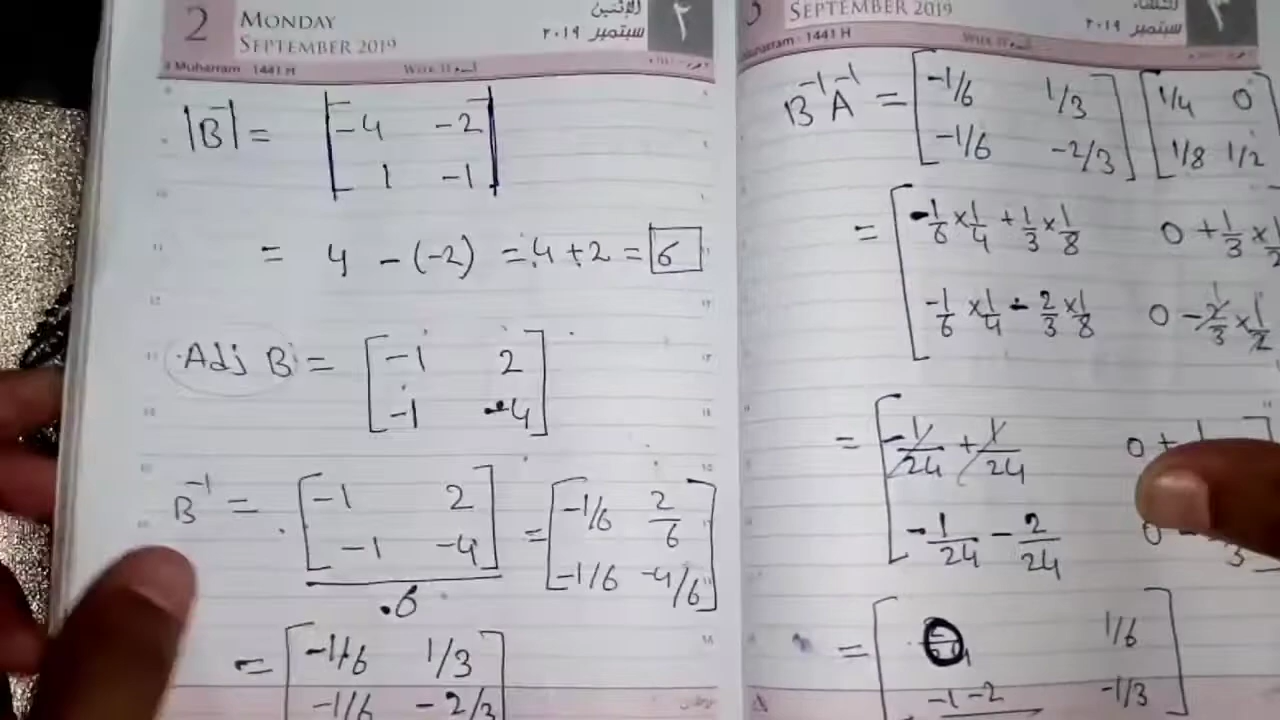 2 MONDAY الإثنين ٢
SEPTEMBER 2019 سبتمبر ٢٠١٩
Muharram 1441 H
|B| = | -4 -2 |
| 1 -1 |
= 4 - (-2) = 4 + 2 = 6
Adj B = [ -1 2 ]
[ -1 -4 ]
B⁻¹ = [ -1 2 ] = [ -1/6 2/6 ]
[ -1 -4 ] [ -1/6 -4/6 ]
6
= [ -1/6 1/3 ]
[ -1/6 -2/3 ]
3 SEPTEMBER 2019 سبتمبر ٢٠١٩ ٣
Muharram 1441 H
B⁻¹A⁻¹ = [ -1/6 1/3 ] [ 1/4 0 ]
[ -1/6 -2/3 ] [ 1/8 1/2 ]
= [ -1/6 × 1/4 + 1/3 × 1/8 0 + 1/3 × 1/2
-1/6 × 1/4 - 2/3 × 1/8 0 - 2/3 × 1/2
= [ -1/24 + 1/24 0 +
-1/24 - 2/24 0 -
= [ 0 1/6 ]
-1 -2 -1/3